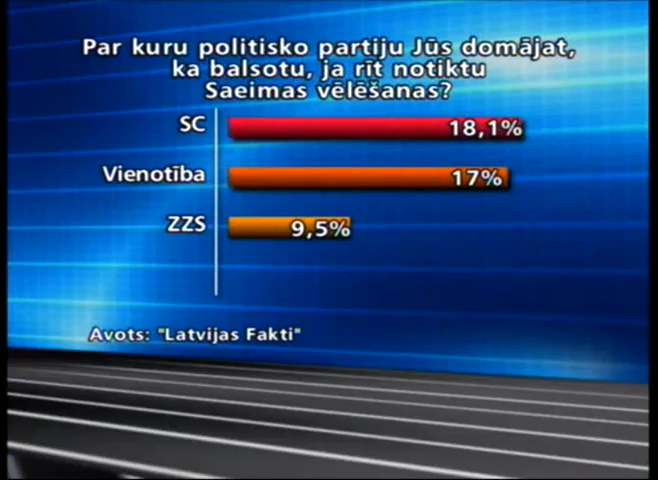 Par kuru politisko partiju Jūs domājat,
ka balsotu, ja rīt notiktu
Saeimas vēlēšanas?
SC 18,1%
Vienotība 17%
ZZS 9,5%
Avots: "Latvijas Fakti"